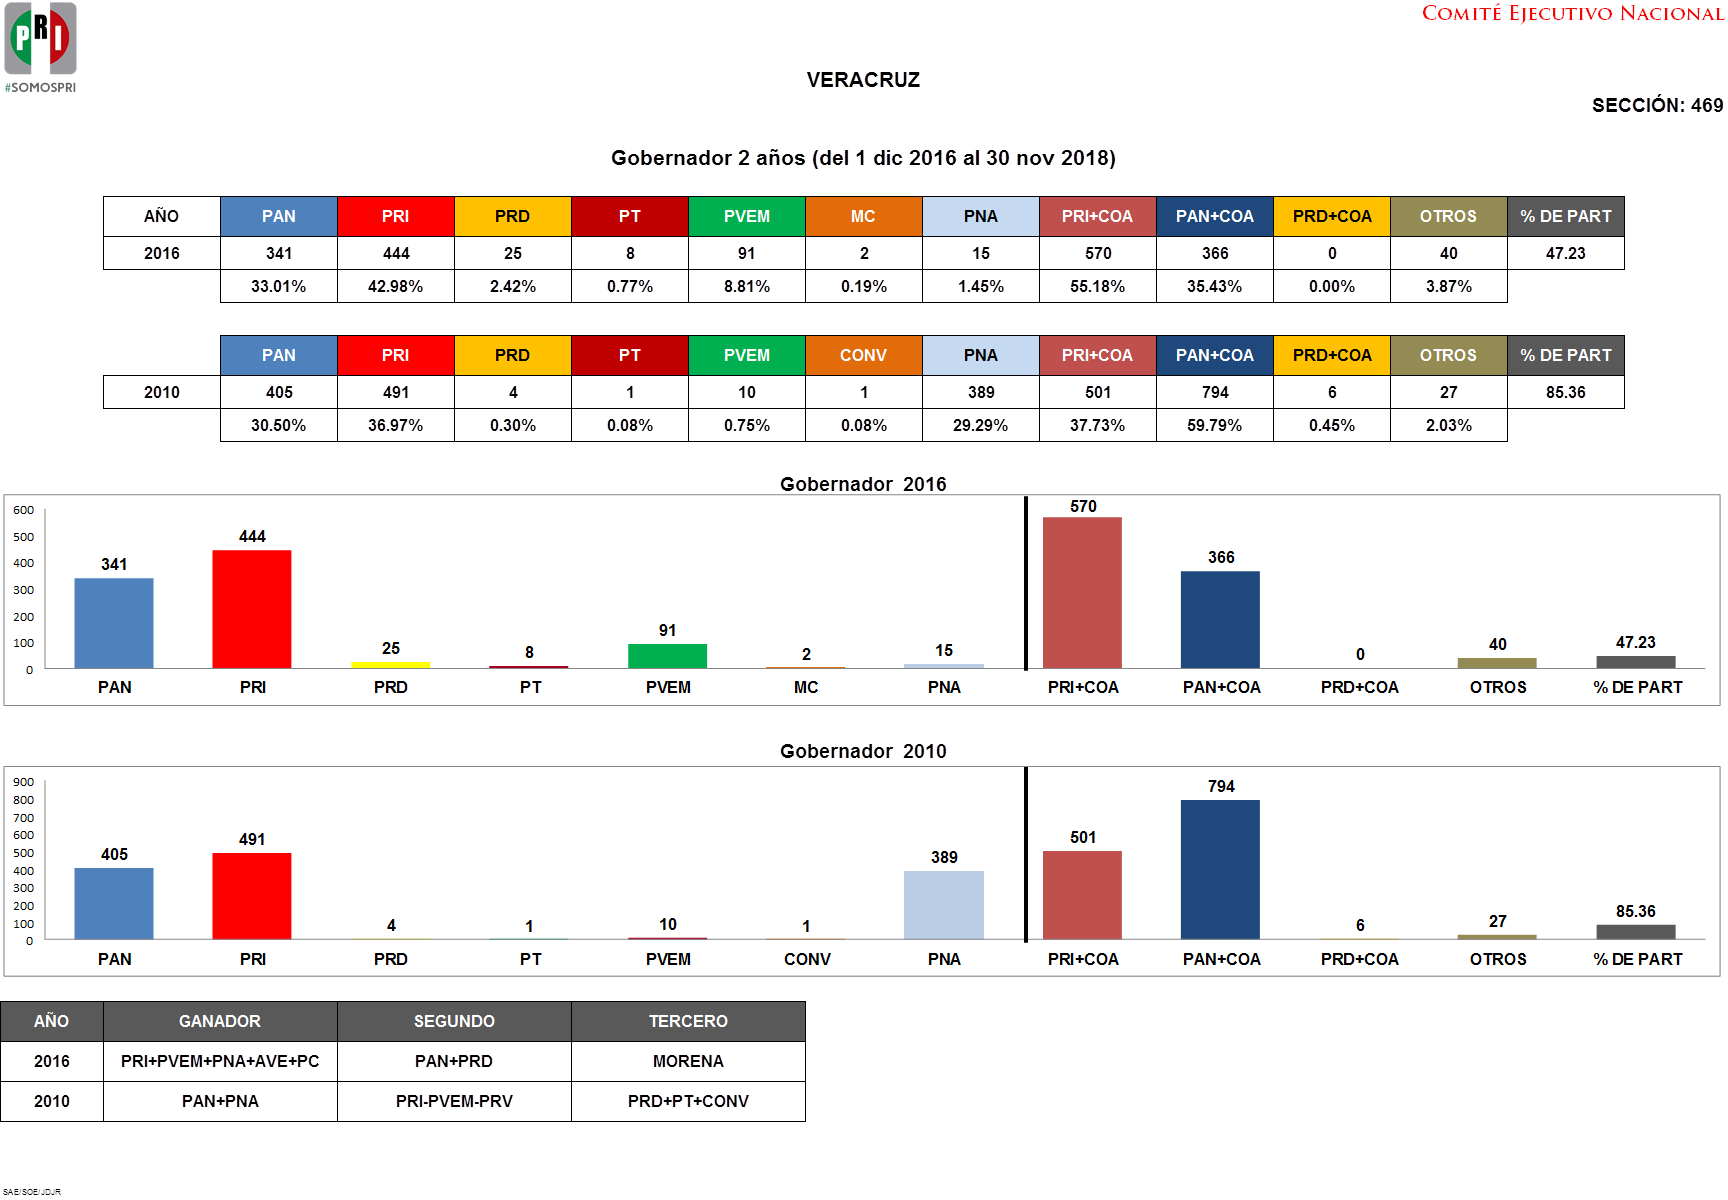 COMITÉ EJECUTIVO NACIONAL
PRI
#SOMOSPRI
VERACRUZ
SECCIÓN: 469
Gobernador 2 años (del 1 dic 2016 al 30 nov 2018)
AÑO PAN PRI PRD PT PVEM MC PNA PRI+COA PAN+COA PRD+COA OTROS % DE PART
2016 341 444 25 8 91 2 15 570 366 0 40 47.23
33.01% 42.98% 2.42% 0.77% 8.81% 0.19% 1.45% 55.18% 35.43% 0.00% 3.87%
PAN PRI PRD PT PVEM CONV PNA PRI+COA PAN+COA PRD+COA OTROS % DE PART
2010 405 491 4 1 10 1 389 501 794 6 27 85.36
30.50% 36.97% 0.30% 0.08% 0.75% 0.08% 29.29% 37.73% 59.79% 0.45% 2.03%
Gobernador 2016
600
500
400
300
200
100
0
341 444 25 8 91 2 15 570 366 0 40 47.23
PAN PRI PRD PT PVEM MC PNA PRI+COA PAN+COA PRD+COA OTROS % DE PART
Gobernador 2010
900
800
700
600
500
400
300
200
100
0
405 491 4 1 10 1 389 501 794 6 27 85.36
PAN PRI PRD PT PVEM CONV PNA PRI+COA PAN+COA PRD+COA OTROS % DE PART
AÑO GANADOR SEGUNDO TERCERO
2016 PRI+PVEM+PNA+AVE+PC PAN+PRD MORENA
2010 PAN+PNA PRI-PVEM-PRV PRD+PT+CONV
SAE/SOE/JDJR